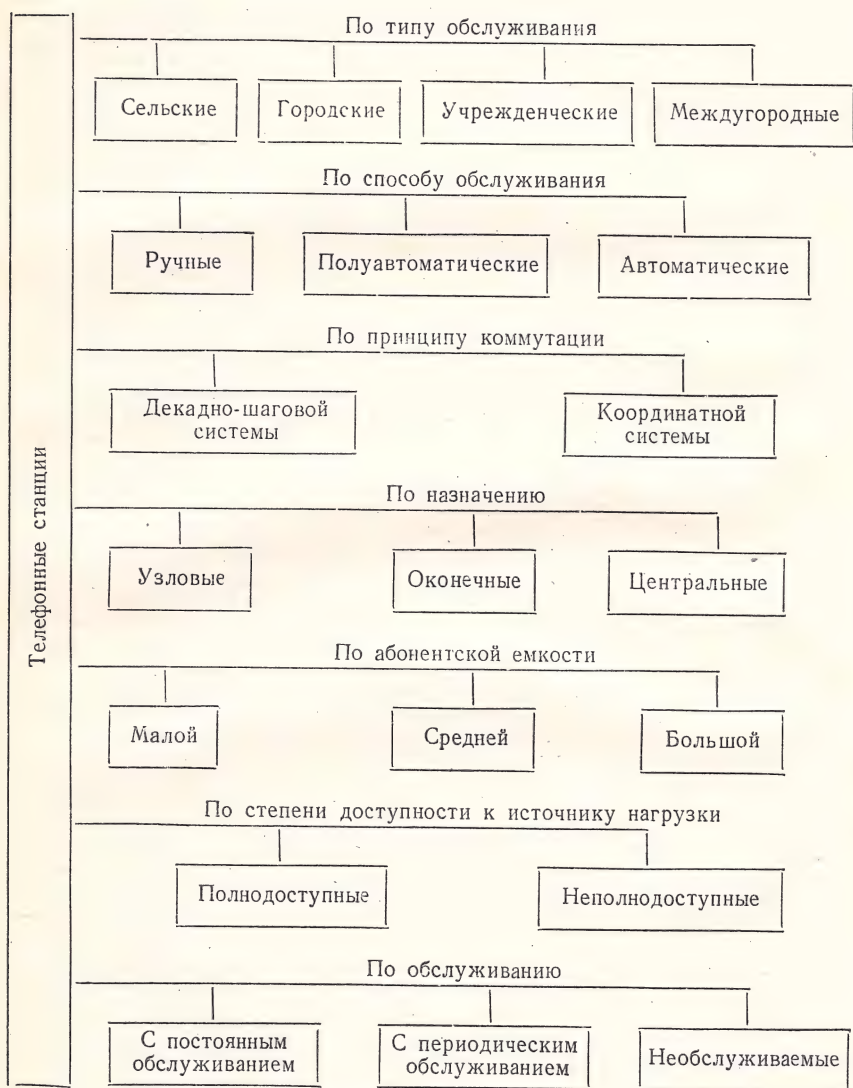 Телефонные станции
По типу обслуживания
Сельские
Городские
Учрежденческие
Междугородные
По способу обслуживания
Ручные
Полуавтоматические
Автоматические
По принципу коммутации
Декадно-шаговой
системы
Координатной
системы
По назначению
Узловые
Оконечные
Центральные
По абонентской емкости
Малой
Средней
Большой
По степени доступности к источнику нагрузки
Полнодоступные
Неполнодоступные
По обслуживанию
С постоянным
обслуживанием
С периодическим
обслуживанием
Необслуживаемые